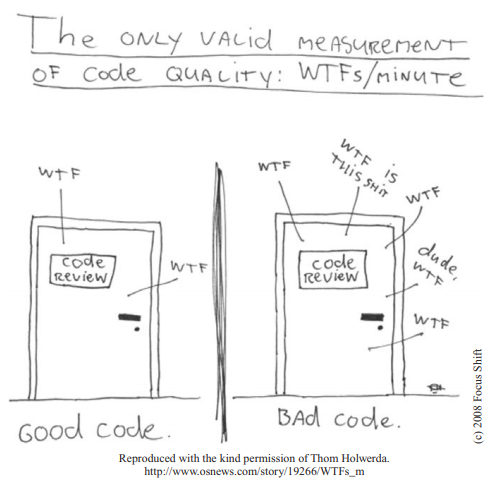 The ONLY VALID MEASUREMENT
OF Code QUALITY: WTFs/MINUTE
WTF
Code
REVIEW
WTF
GOOD Code.
WTF
WTF is
THIS SHIT
WTF
code
REVIEW
dude,
WTF
WTF
BAd code.
(c) 2008 Focus Shift
Reproduced with the kind permission of Thom Holwerda.
http://www.osnews.com/story/19266/WTFs_m